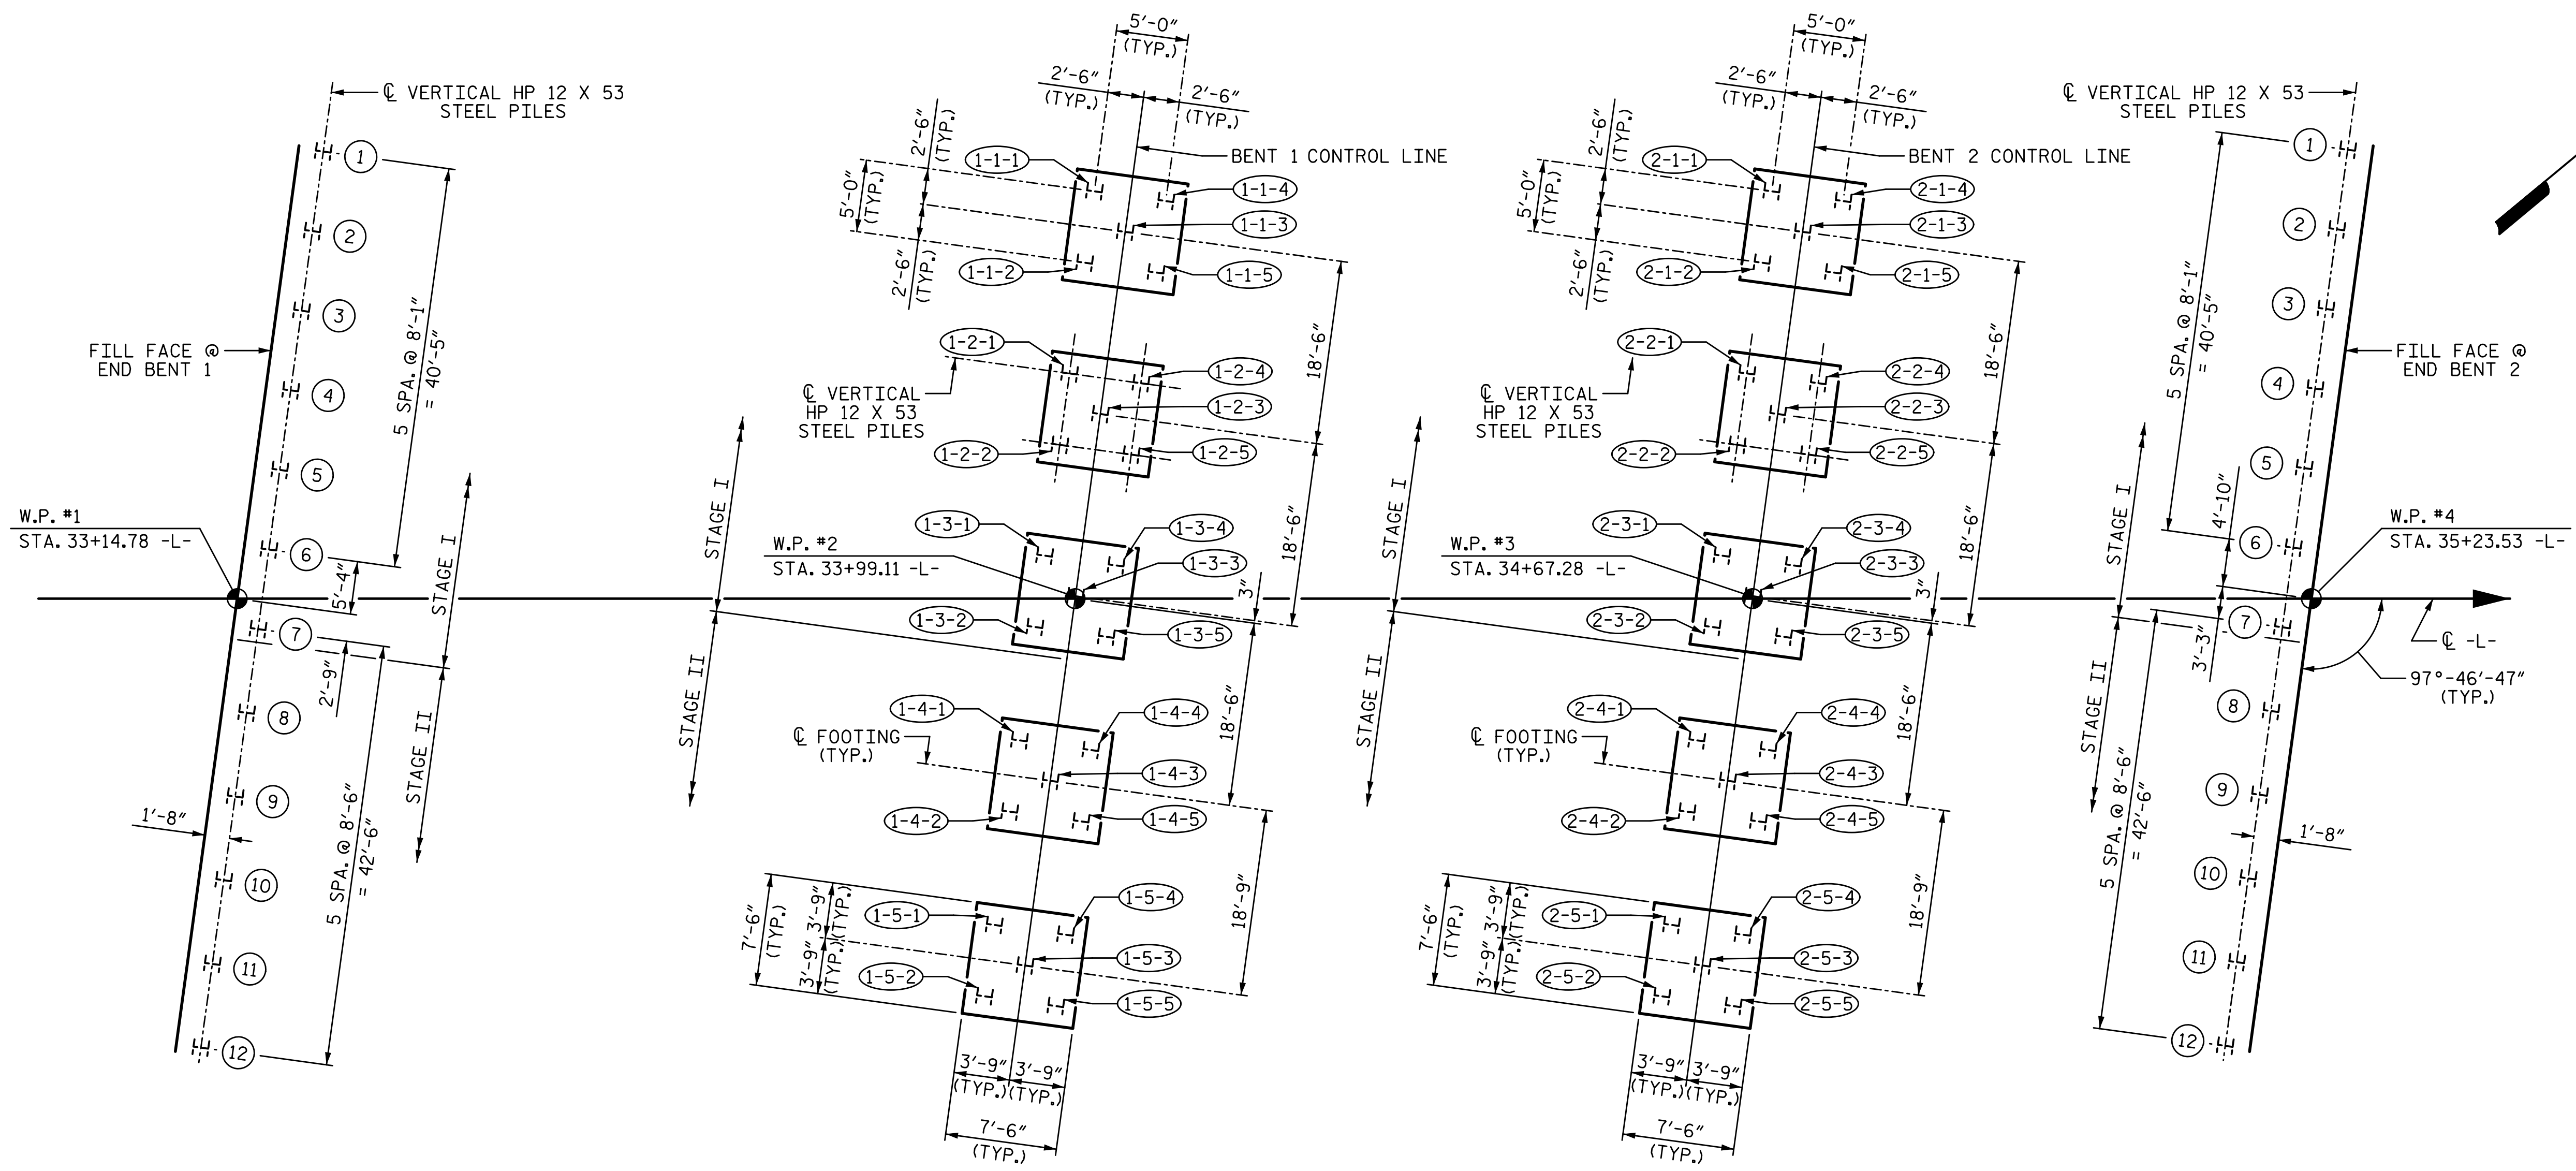 ℄ VERTICAL HP 12 X 53
STEEL PILES
1
2
3
4
5
6
7
8
9
10
11
12
5 SPA. @ 8'-1"
= 40'-5"
FILL FACE @
END BENT 1
W.P. #1
STA. 33+14.78 -L-
5'-4"
STAGE I
2'-9"
STAGE II
5 SPA. @ 8'-6"
= 42'-6"
1'-8"
5'-0"
(TYP.)
2'-6"
(TYP.)
2'-6"
(TYP.)
2'-6"
(TYP.)
5'-0"
(TYP.)
2'-6"
(TYP.)
BENT 1 CONTROL LINE
1-1-1
1-1-4
1-1-3
1-1-2
1-1-5
18'-6"
1-2-1
1-2-4
1-2-3
1-2-2
1-2-5
℄ VERTICAL
HP 12 X 53
STEEL PILES
18'-6"
STAGE I
W.P. #2
STA. 33+99.11 -L-
1-3-1
1-3-4
1-3-3
1-3-2
1-3-5
3"
STAGE II
18'-6"
℄ FOOTING
(TYP.)
1-4-1
1-4-4
1-4-3
1-4-2
1-4-5
18'-9"
7'-6"
(TYP.)
3'-9"
(TYP.)
3'-9"
(TYP.)
1-5-1
1-5-4
1-5-3
1-5-2
1-5-5
3'-9"
(TYP.)
3'-9"
(TYP.)
7'-6"
(TYP.)
5'-0"
(TYP.)
2'-6"
(TYP.)
2'-6"
(TYP.)
2'-6"
(TYP.)
5'-0"
(TYP.)
2'-6"
(TYP.)
BENT 2 CONTROL LINE
2-1-1
2-1-4
2-1-3
2-1-2
2-1-5
18'-6"
2-2-1
2-2-4
2-2-3
2-2-2
2-2-5
℄ VERTICAL
HP 12 X 53
STEEL PILES
18'-6"
STAGE I
W.P. #3
STA. 34+67.28 -L-
2-3-1
2-3-4
2-3-3
2-3-2
2-3-5
3"
STAGE II
18'-6"
℄ FOOTING
(TYP.)
2-4-1
2-4-4
2-4-3
2-4-2
2-4-5
18'-9"
7'-6"
(TYP.)
3'-9"
(TYP.)
3'-9"
(TYP.)
2-5-1
2-5-4
2-5-3
2-5-2
2-5-5
3'-9"
(TYP.)
3'-9"
(TYP.)
7'-6"
(TYP.)
℄ VERTICAL HP 12 X 53
STEEL PILES
1
2
3
4
5
6
7
8
9
10
11
12
5 SPA. @ 8'-1"
= 40'-5"
FILL FACE @
END BENT 2
4'-10"
STAGE I
W.P. #4
STA. 35+23.53 -L-
3'-3"
STAGE II
℄ -L-
97°-46'-47"
(TYP.)
5 SPA. @ 8'-6"
= 42'-6"
1'-8"